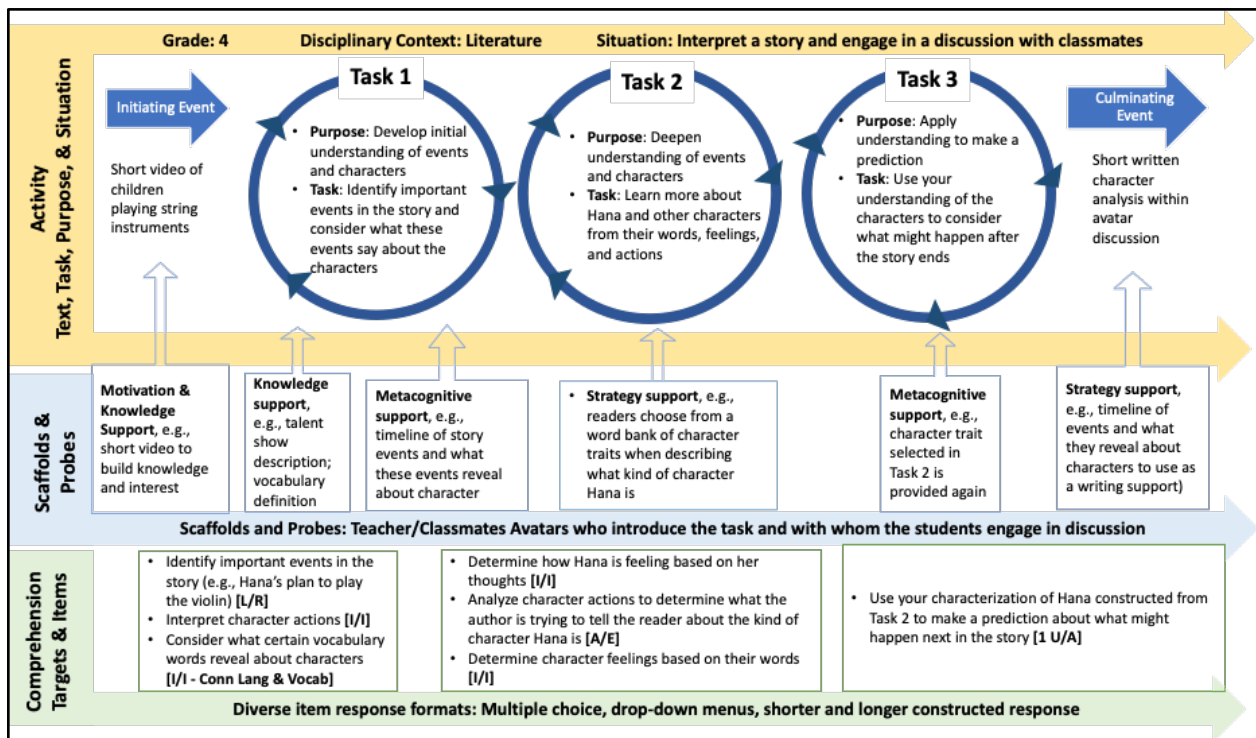 Grade: 4 Disciplinary Context: Literature Situation: Interpret a story and engage in a discussion with classmates
Activity
Text, Task, Purpose, & Situation
Initiating Event
Short video of
children
playing string
instruments
Task 1
• Purpose: Develop initial
understanding of events
and characters
• Task: Identify important
events in the story and
consider what these
events say about the
characters
Task 2
• Purpose: Deepen
understanding of events
and characters
• Task: Learn more about
Hana and other characters
from their words, feelings,
and actions
Task 3
• Purpose: Apply
understanding to make a
prediction
• Task: Use your
understanding of the
characters to consider
what might happen after
the story ends
Culminating
Event
Short written
character
analysis within
avatar
discussion
Scaffolds &
Probes
Motivation &
Knowledge
Support, e.g.,
short video to
build knowledge
and interest
Knowledge
support,
e.g., talent
show
description;
vocabulary
definition
Metacognitive
support, e.g.,
timeline of story
events and what
these events reveal
about character
• Strategy support, e.g.,
readers choose from a
word bank of character
traits when describing
what kind of character
Hana is
Metacognitive
support, e.g.,
character trait
selected in
Task 2 is
provided again
Strategy support,
e.g., timeline of
events and what
they reveal about
characters to use as
a writing support)
Scaffolds and Probes: Teacher/Classmates Avatars who introduce the task and with whom the students engage in discussion
Comprehension
Targets & Items
• Identify important events in the
story (e.g., Hana's plan to play
the violin) [L/R]
• Interpret character actions [I/I]
• Consider what certain vocabulary
words reveal about characters
[I/I - Conn Lang & Vocab]
• Determine how Hana is feeling based on her
thoughts [I/I]
• Analyze character actions to determine what the
author is trying to tell the reader about the kind of
character Hana is [A/E]
• Determine character feelings based on their words
[I/I]
• Use your characterization of Hana constructed from
Task 2 to make a prediction about what might
happen next in the story [1 U/A]
Diverse item response formats: Multiple choice, drop-down menus, shorter and longer constructed response